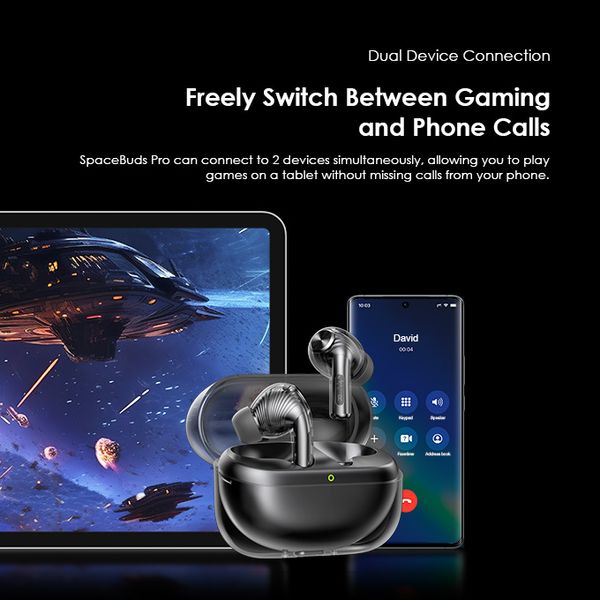 Dual Device Connection
Freely Switch Between Gaming
and Phone Calls
SpaceBuds Pro can connect to 2 devices simultaneously, allowing you to play
games on a tablet without missing calls from your phone.
10:03
David
00:04
Keypad
Speaker
Facetime
Address book